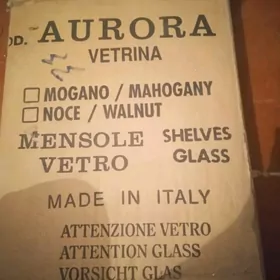 OD. AURORA
VETRINA
MOGANO / MAHOGANY
NOCE / WALNUT
MENSOLE SHELVES
VETRO GLASS
MADE IN ITALY
ATTENZIONE VETRO
ATTENTION GLASS
VORSICHT GLAS